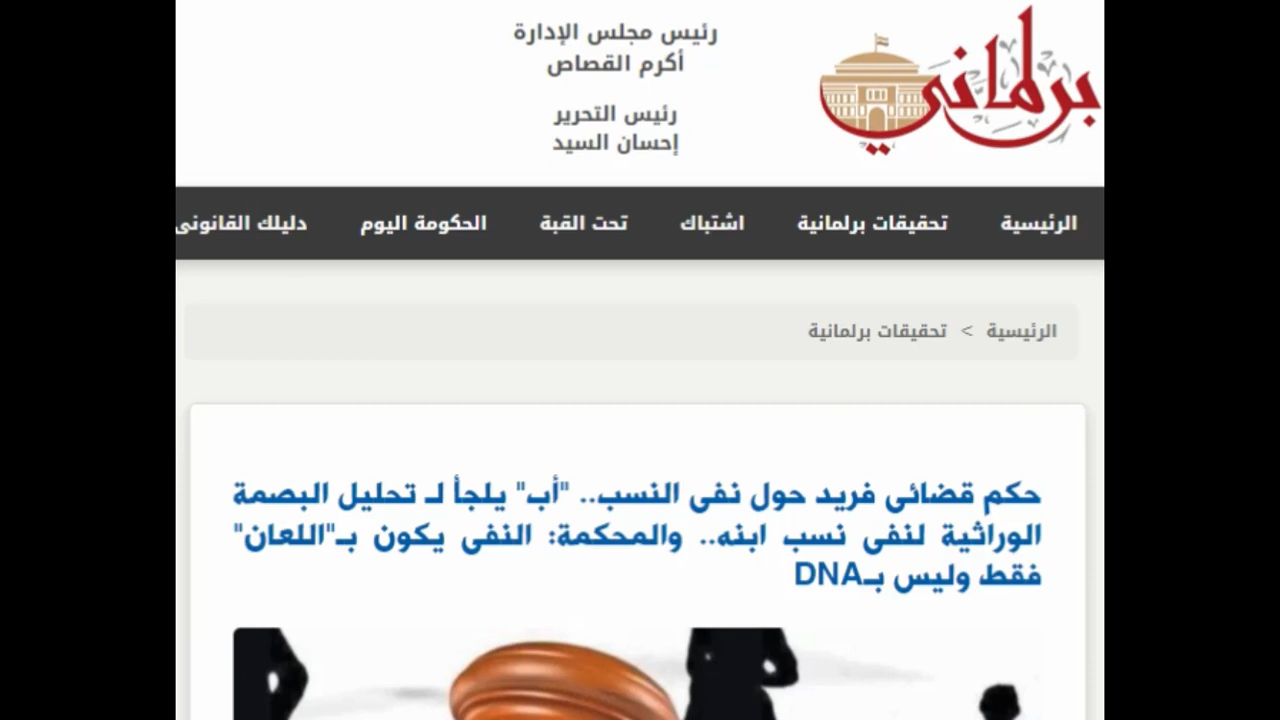 برلماني
رئيس مجلس الإدارة
أكرم القصاص
رئيس التحرير
إحسان السيد
الرئيسية تحقيقات برلمانية اشتباك تحت القبة الحكومة اليوم دليلك القانونى
الرئيسية > تحقيقات برلمانية
حكم قضائى فريد حول نفى النسب.. "أب" يلجأ لـ تحليل البصمة
الوراثية لنفى نسب ابنه.. والمحكمة: النفى يكون بـ"اللعان"
فقط وليس بـDNA